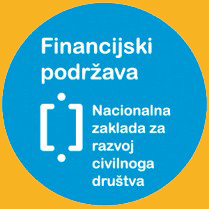 Financijski
podržava
Nacionalna
zaklada za
razvoj
civilnoga
društva